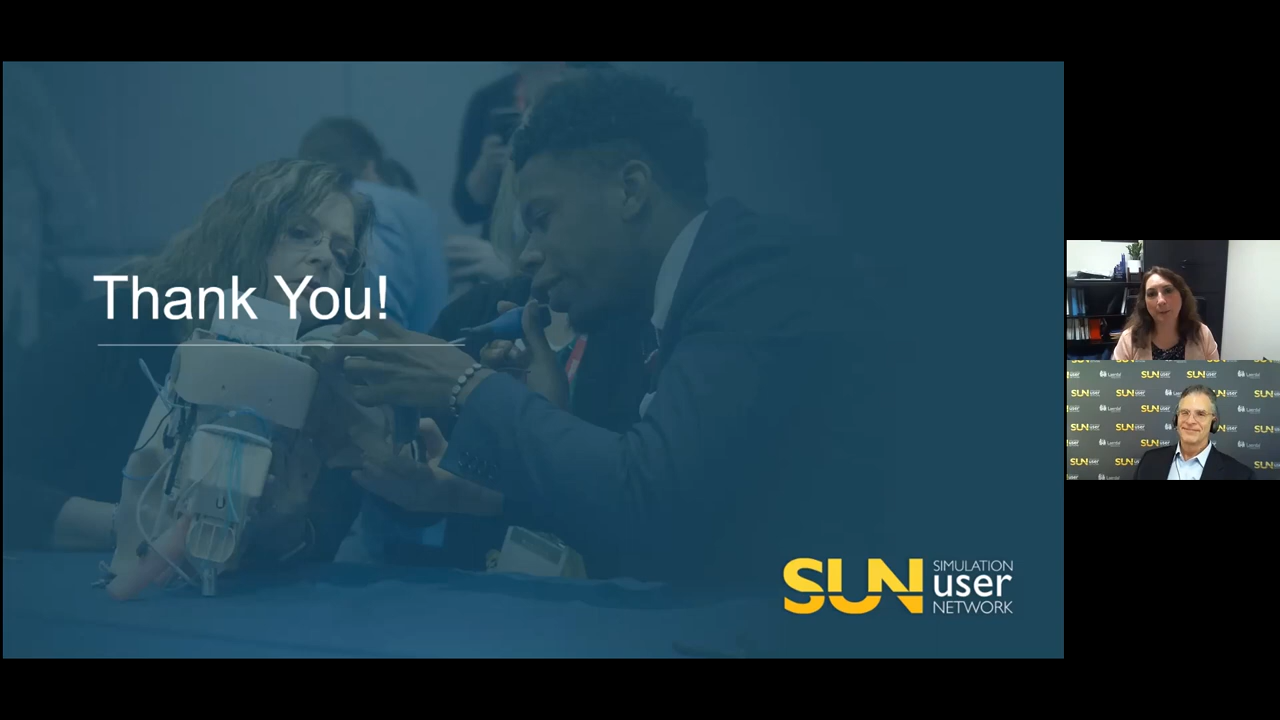 Thank You!
SUN
SIMULATION
user
NETWORK